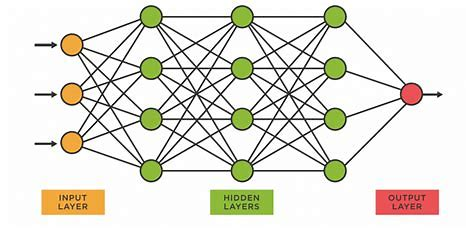 INPUT
LAYER
HIDDEN
LAYERS
OUTPUT
LAYER